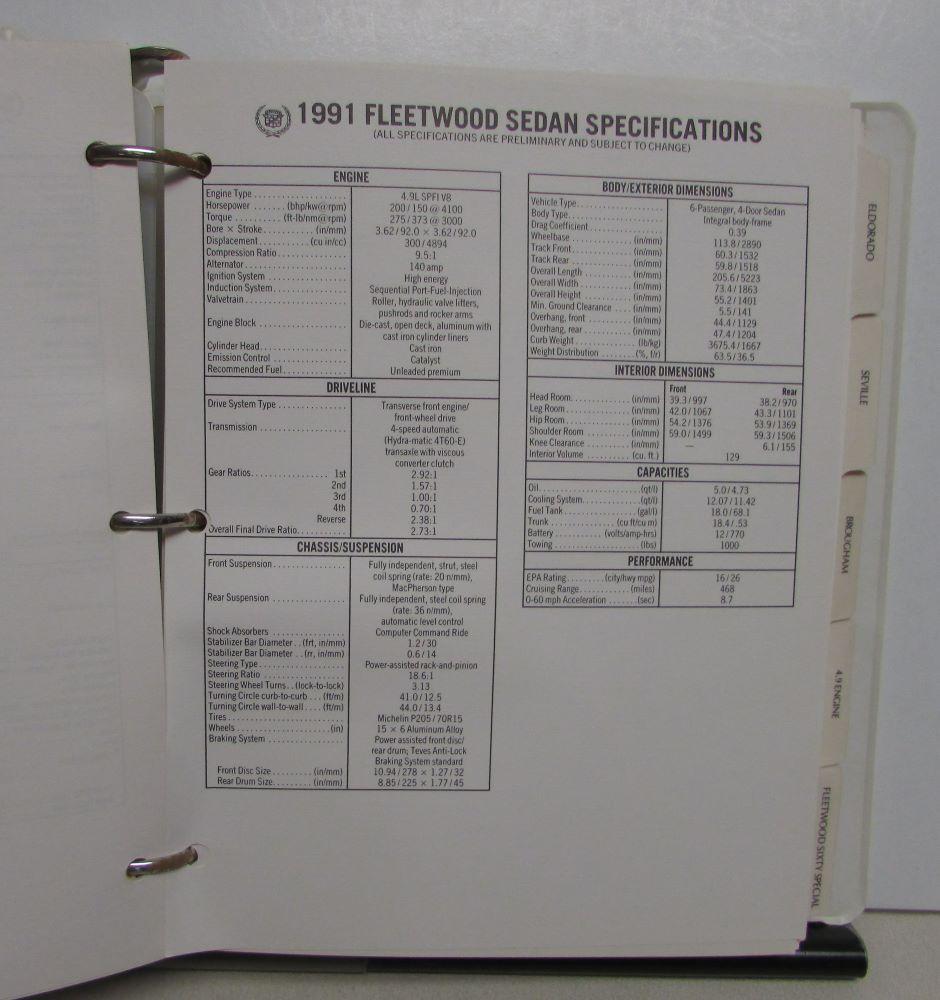 1991 FLEETWOOD SEDAN SPECIFICATIONS
(ALL SPECIFICATIONS ARE PRELIMINARY AND SUBJECT TO CHANGE)
ENGINE
Engine Type . . . . . . . . . . 4.9L SPFI V8
Horsepower . . . . . . (bhp/kw@rpm) 200/150 @ 4100
Torque . . . . . . . . (ft-lb/nm@rpm) 275/373 @ 3000
Bore × Stroke . . . . . . . (in/mm) 3.62/92.0 × 3.62/92.0
Displacement . . . . . . . (cu in/cc) 300/4894
Compression Ratio . . . . . . . . 9.5:1
Alternator . . . . . . . . . . 140 amp
Ignition System . . . . . . . . High energy
Induction System . . . . . . . . Sequential Port-Fuel-Injection
Valvetrain . . . . . . . . . . Roller, hydraulic valve lifters,
pushrods and rocker arms
Engine Block . . . . . . . . . Die-cast, open deck, aluminum with
cast iron cylinder liners
Cylinder Head . . . . . . . . . Cast iron
Emission Control . . . . . . . . Catalyst
Recommended Fuel . . . . . . . . Unleaded premium
DRIVELINE
Drive System Type . . . . . . . . Transverse front engine/
front-wheel drive
Transmission . . . . . . . . . 4-speed automatic
(Hydra-matic 4T60-E)
transaxle with viscous
converter clutch
Gear Ratios . . . . . . . . 1st 2.92:1
2nd 1.57:1
3rd 1.00:1
4th 0.70:1
Reverse 2.38:1
Overall Final Drive Ratio . . . . . . 2.73:1
CHASSIS/SUSPENSION
Front Suspension . . . . . . . . Fully independent, strut, steel
coil spring (rate: 20 n/mm),
MacPherson type
Rear Suspension . . . . . . . . Fully independent, steel coil spring
(rate: 36 n/mm),
automatic level control
Shock Absorbers . . . . . . . . Computer Command Ride
Stabilizer Bar Diameter . . (frt, in/mm) 1.2/30
Stabilizer Bar Diameter . . (rr, in/mm) 0.6/14
Steering Type . . . . . . . . . Power-assisted rack-and-pinion
Steering Ratio . . . . . . . . . 18.6:1
Steering Wheel Turns . . (lock-to-lock) 3.13
Turning Circle curb-to-curb . . . (ft/m) 41.0/12.5
Turning Circle wall-to-wall . . . . (ft/m) 44.0/13.4
Tires . . . . . . . . . . . Michelin P205/70R15
Wheels . . . . . . . . . . (in) 15 × 6 Aluminum Alloy
Braking System . . . . . . . . . Power assisted front disc/
rear drum; Teves Anti-Lock
Braking System standard
Front Disc Size . . . . . . (in/mm) 10.94/278 × 1.27/32
Rear Drum Size . . . . . . (in/mm) 8.85/225 × 1.77/45
BODY/EXTERIOR DIMENSIONS
Vehicle Type . . . . . . . . . 6-Passenger, 4-Door Sedan
Body Type . . . . . . . . . . Integral body-frame
Drag Coefficient . . . . . . . . 0.39
Wheelbase . . . . . . . (in/mm) 113.8/2890
Track Front . . . . . . . (in/mm) 60.3/1532
Track Rear . . . . . . . (in/mm) 59.8/1518
Overall Length . . . . . . (in/mm) 205.6/5223
Overall Width . . . . . . (in/mm) 73.4/1863
Overall Height . . . . . . (in/mm) 55.2/1401
Min. Ground Clearance . . . (in/mm) 5.5/141
Overhang, front . . . . . . (in/mm) 44.4/1129
Overhang, rear . . . . . . (in/mm) 47.4/1204
Curb Weight . . . . . . . (lb/kg) 3675.4/1667
Weight Distribution . . . . . (%, f/r) 63.5/36.5
INTERIOR DIMENSIONS
Front Rear
Head Room . . . . . . . (in/mm) 39.3/997 38.2/970
Leg Room . . . . . . . (in/mm) 42.0/1067 43.3/1101
Hip Room . . . . . . . (in/mm) 54.2/1376 53.9/1369
Shoulder Room . . . . . . (in/mm) 59.0/1499 59.3/1506
Knee Clearance . . . . . . (in/mm) — 6.1/155
Interior Volume . . . . . . (cu. ft.) 129
CAPACITIES
Oil . . . . . . . . . . (qt/l) 5.0/4.73
Cooling System . . . . . . . (qt/l) 12.07/11.42
Fuel Tank . . . . . . . . (gal/l) 18.0/68.1
Trunk . . . . . . . . (cu ft/cu m) 18.4/.53
Battery . . . . . . (volts/amp-hrs) 12/770
Towing . . . . . . . . . (lbs) 1000
PERFORMANCE
EPA Rating . . . . . . (city/hwy mpg) 16/26
Cruising Range . . . . . . (miles) 468
0-60 mph Acceleration . . . . . (sec) 8.7
ELDORADO
SEVILLE
BROUGHAM
4.9 ENGINE
FLEETWOOD SIXTY SPECIAL